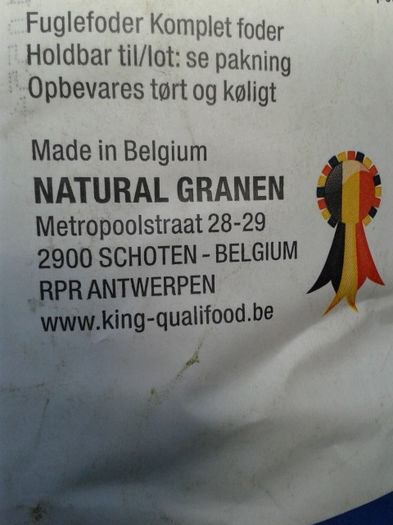 Fuglefoder Komplet foder
Holdbar til/lot: se pakning
Opbevares tørt og køligt
Made in Belgium
NATURAL GRANEN
Metropoolstraat 28-29
2900 SCHOTEN - BELGIUM
RPR ANTWERPEN
www.king-qualifood.be